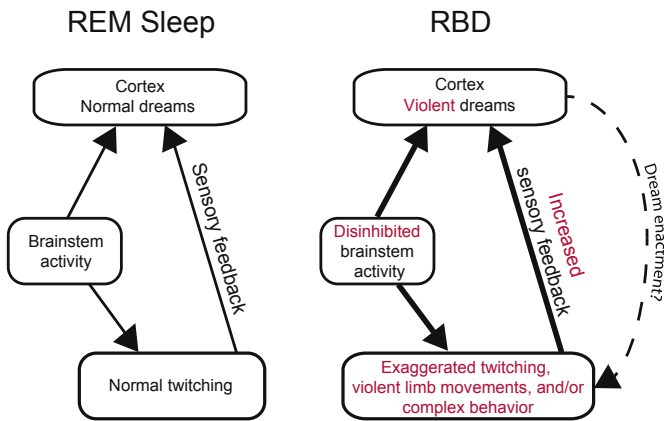 REM Sleep
Cortex
Normal dreams
Brainstem
activity
Sensory feedback
Normal twitching
RBD
Cortex
Violent dreams
Disinhibited
brainstem
activity
Increased
sensory feedback
Dream enactment?
Exaggerated twitching,
violent limb movements, and/or
complex behavior